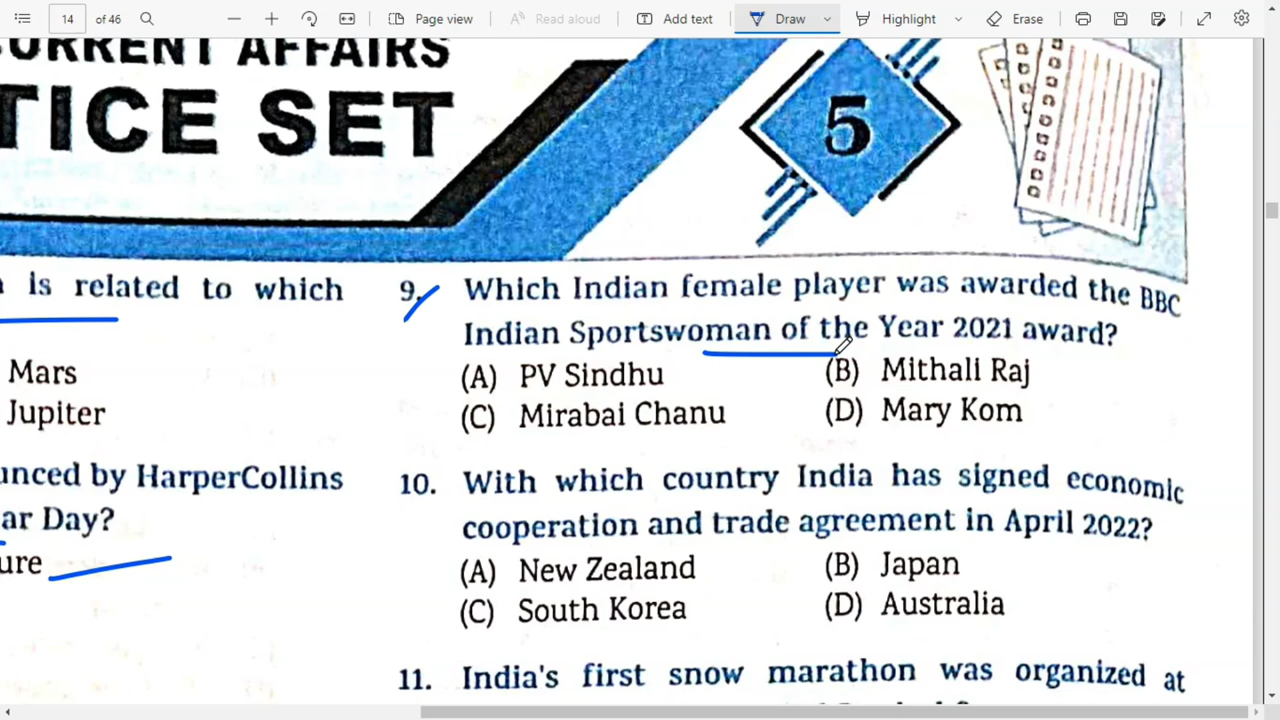 14 of 46 Page view Read aloud Add text Draw Highlight Erase
CURRENT AFFAIRS
TICE SET
5
is related to which
Mars
Jupiter
unced by HarperCollins
ar Day?
ure
9. Which Indian female player was awarded the BBC
Indian Sportswoman of the Year 2021 award?
(A) PV Sindhu (B) Mithali Raj
(C) Mirabai Chanu (D) Mary Kom
10. With which country India has signed economic
cooperation and trade agreement in April 2022?
(A) New Zealand (B) Japan
(C) South Korea (D) Australia
11. India's first snow marathon was organized at